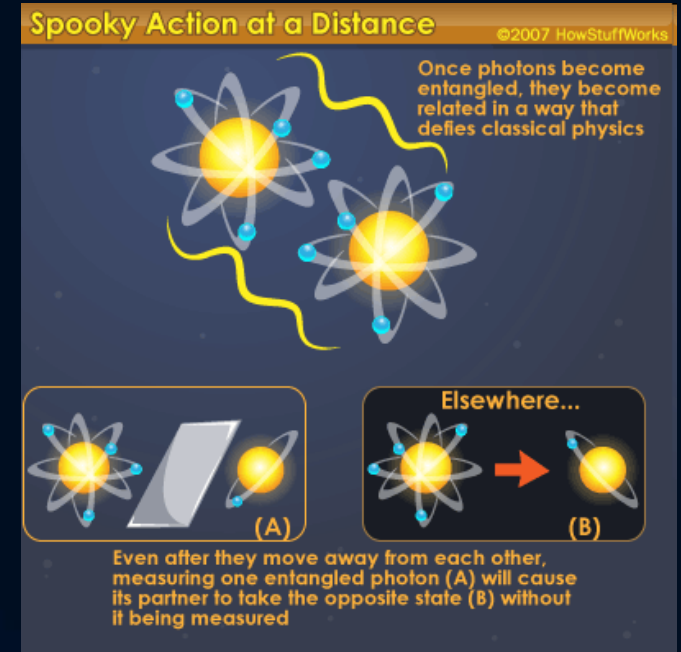 Spooky Action at a Distance
©2007 HowStuffWorks
Once photons become
entangled, they become
related in a way that
defies classical physics
Elsewhere...
(A)
(B)
Even after they move away from each other,
measuring one entangled photon (A) will cause
its partner to take the opposite state (B) without
it being measured